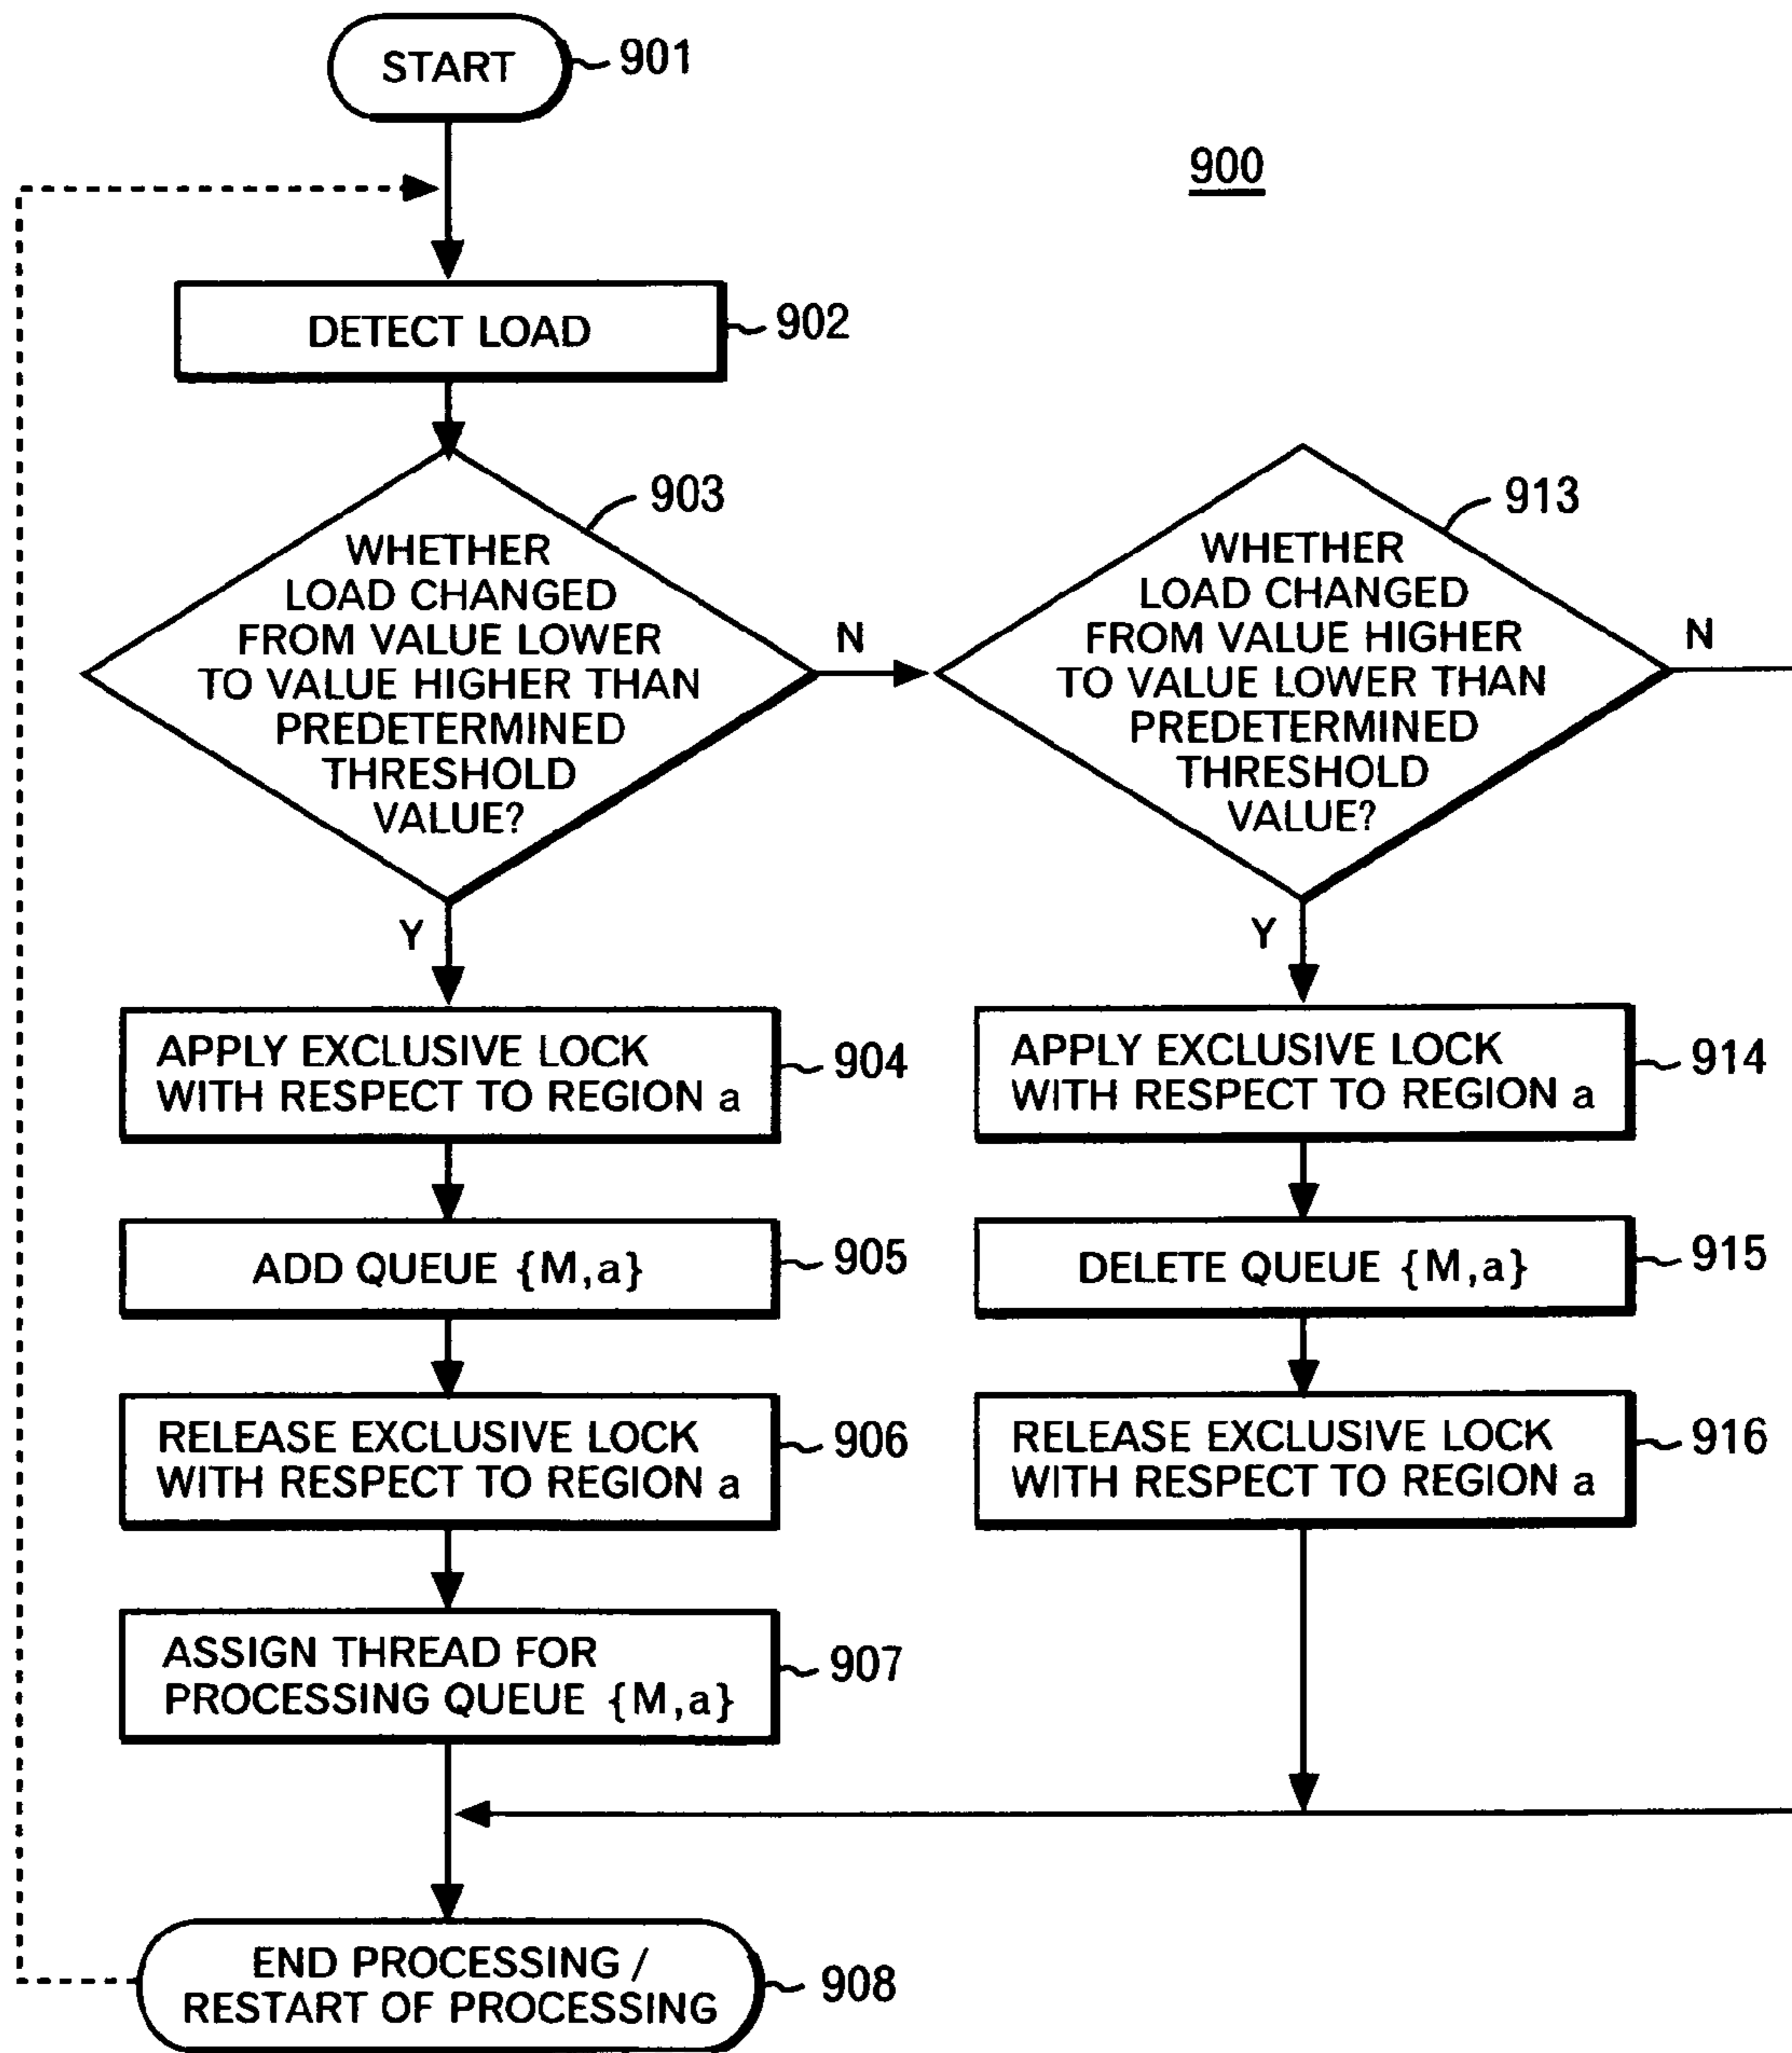 START
901
900
DETECT LOAD
902
903
WHETHER
LOAD CHANGED
FROM VALUE LOWER
TO VALUE HIGHER THAN
PREDETERMINED
THRESHOLD
VALUE?
N
Y
913
WHETHER
LOAD CHANGED
FROM VALUE HIGHER
TO VALUE LOWER THAN
PREDETERMINED
THRESHOLD
VALUE?
N
Y
APPLY EXCLUSIVE LOCK
WITH RESPECT TO REGION a
904
APPLY EXCLUSIVE LOCK
WITH RESPECT TO REGION a
914
ADD QUEUE {M,a}
905
DELETE QUEUE {M,a}
915
RELEASE EXCLUSIVE LOCK
WITH RESPECT TO REGION a
906
RELEASE EXCLUSIVE LOCK
WITH RESPECT TO REGION a
916
ASSIGN THREAD FOR
PROCESSING QUEUE {M,a}
907
END PROCESSING /
RESTART OF PROCESSING
908